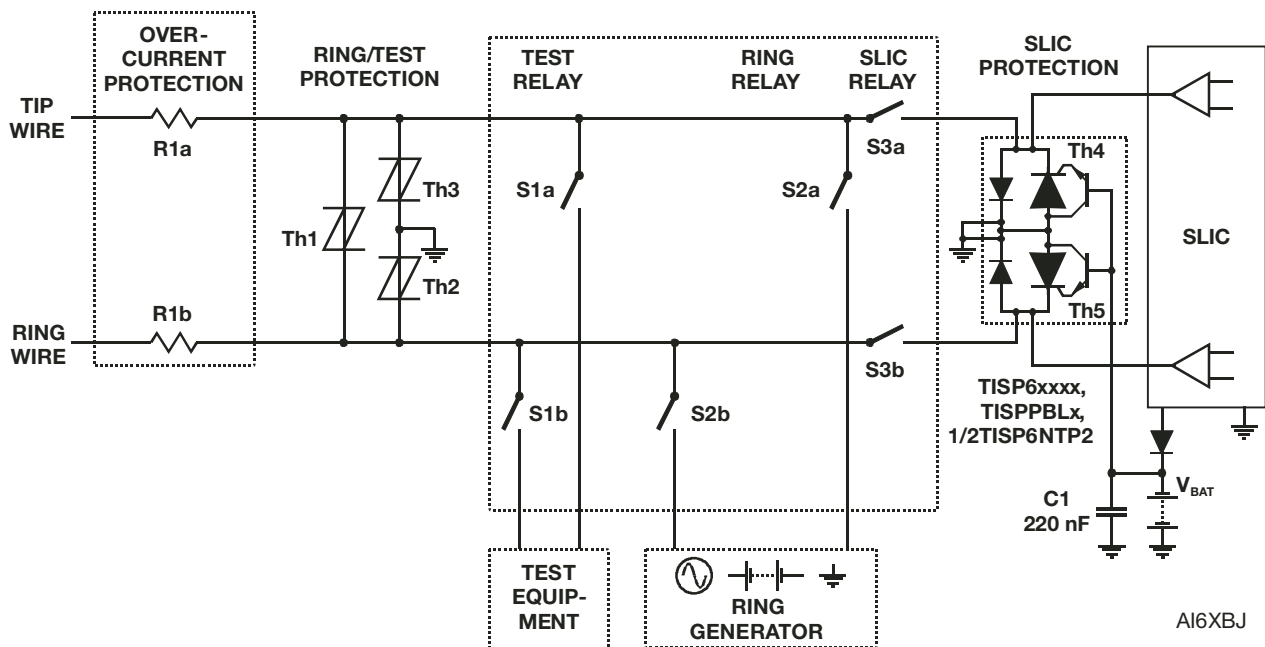 OVER-
CURRENT
PROTECTION
RING/TEST
PROTECTION
TEST
RELAY
RING
RELAY
SLIC
RELAY
SLIC
PROTECTION
TIP
WIRE
R1a
S3a
Th4
Th3
S1a
S2a
Th1
SLIC
Th2
Th5
R1b
RING
WIRE
S3b
S1b
S2b
TISP6xxxx,
TISPPBLx,
1/2TISP6NTP2
VBAT
C1
220 nF
TEST
EQUIP-
MENT
RING
GENERATOR
AI6XBJ